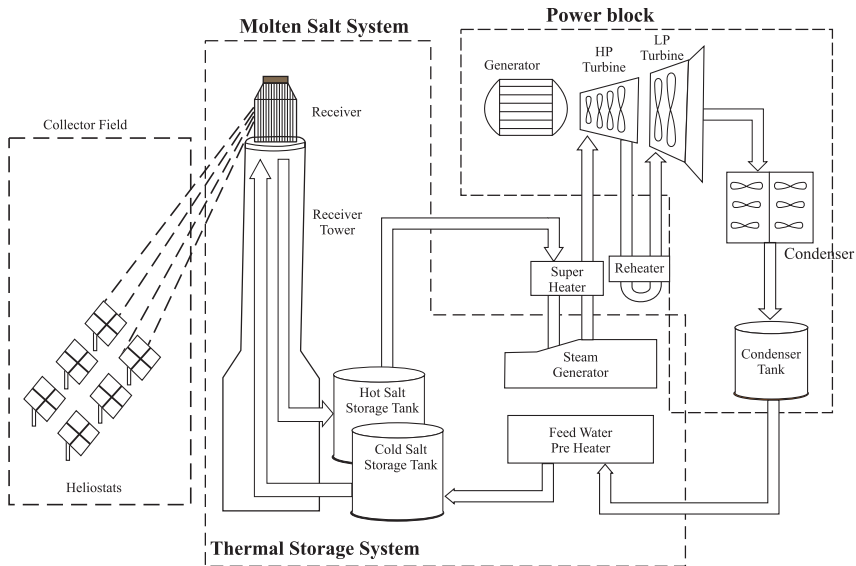 Power block
Molten Salt System
LP
Turbine
HP
Turbine
Generator
Collector Field
Receiver
Receiver
Tower
Condenser
Super
Heater
Reheater
Steam
Generator
Condenser
Tank
Hot Salt
Storage Tank
Cold Salt
Storage Tank
Feed Water
Pre Heater
Heliostats
Thermal Storage System